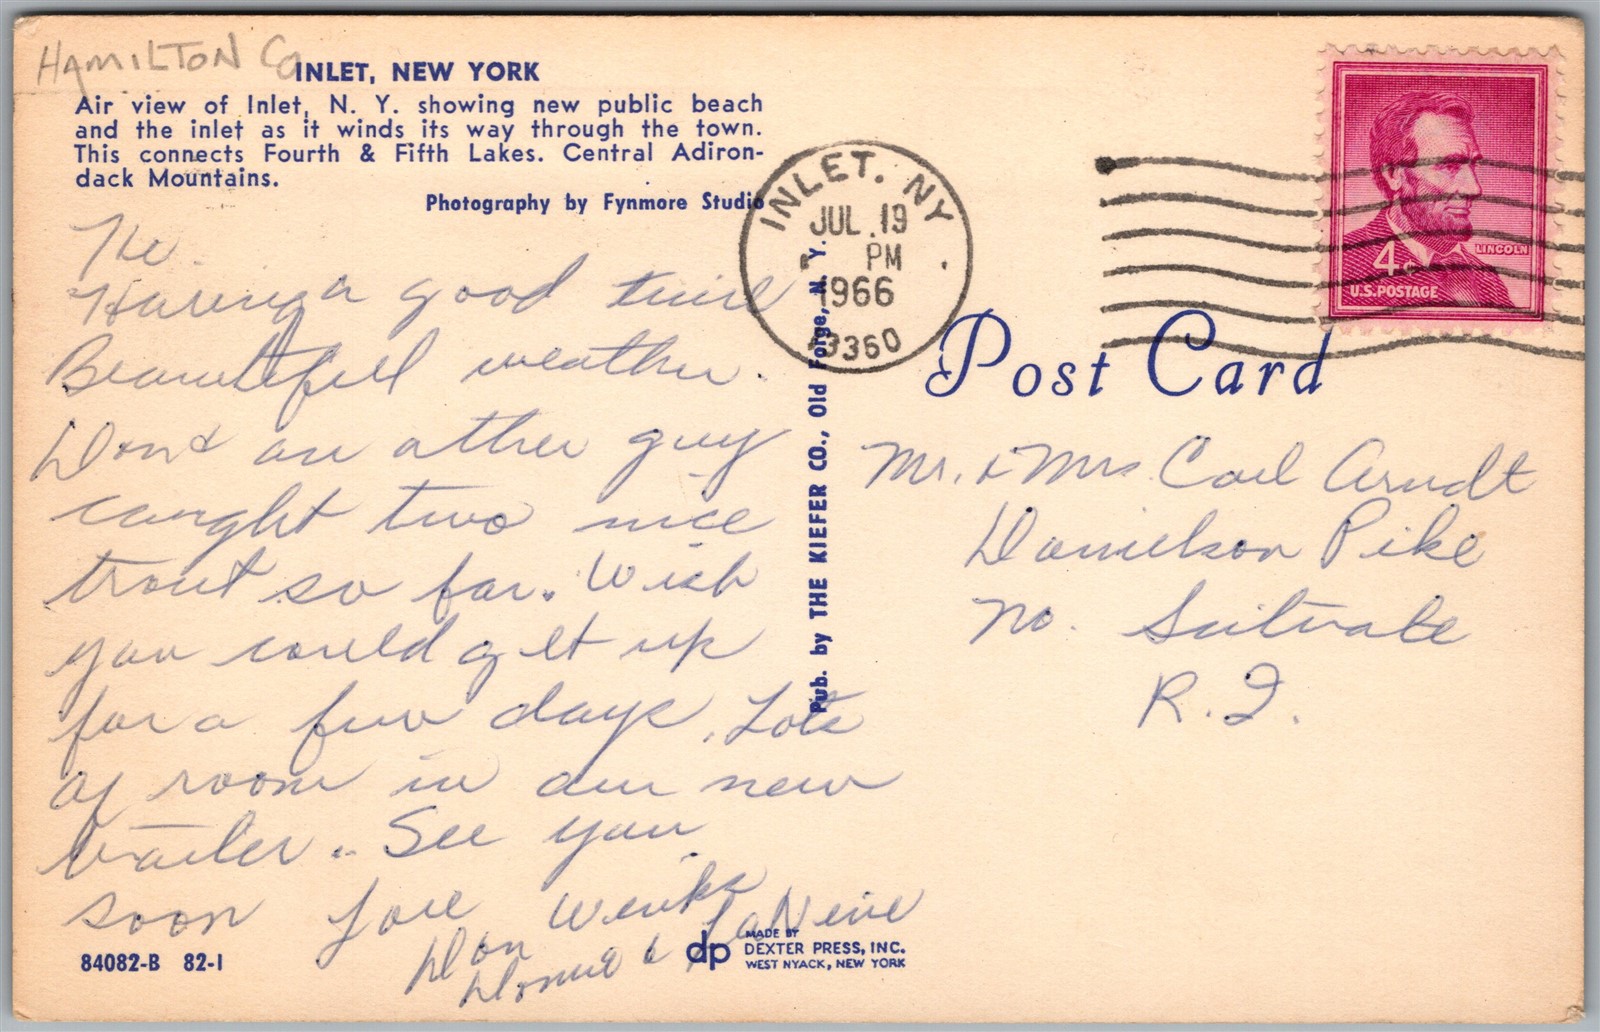 HAMILTON Co
INLET, NEW YORK
Air view of Inlet, N. Y. showing new public beach
and the inlet as it winds its way through the town.
This connects Fourth & Fifth Lakes. Central Adiron-
dack Mountains.
Photography by Fynmore Studio
Hi.
Having a good time
Beautiful weather.
Don & an other guy
caught two nice
trout so far. Wish
you could get up
for a few days. Lots
of room in our new
trailer. See you
soon Love
Don
Donnie & LaNeive
84082-B 82-1
dp
MADE BY
DEXTER PRESS, INC.
WEST NYACK, NEW YORK
Pub. by THE KIEFER CO., Old Forge, N. Y.
INLET. NY
JUL 19
PM
1966
13360
LINCOLN
4¢
U.S. POSTAGE
Post Card
Mr. & Mrs Carl Arndt
Danielson Pike
No. Scituate
R.I.